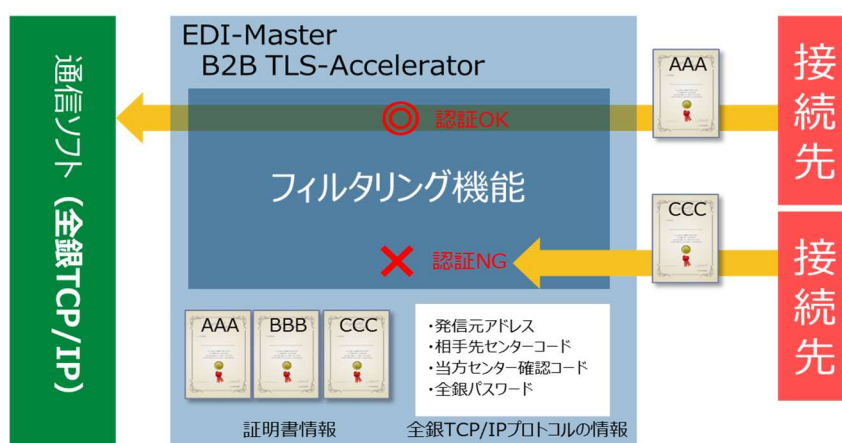 通信ソフト（全銀TCP/IP）
EDI-Master
B2B TLS-Accelerator
◎ 認証OK
フィルタリング機能
× 認証NG
AAA
接続先
CCC
接続先
AAA
BBB
CCC
証明書情報
・発信元アドレス
・相手先センターコード
・当方センター確認コード
・全銀パスワード
全銀TCP/IPプロトコルの情報